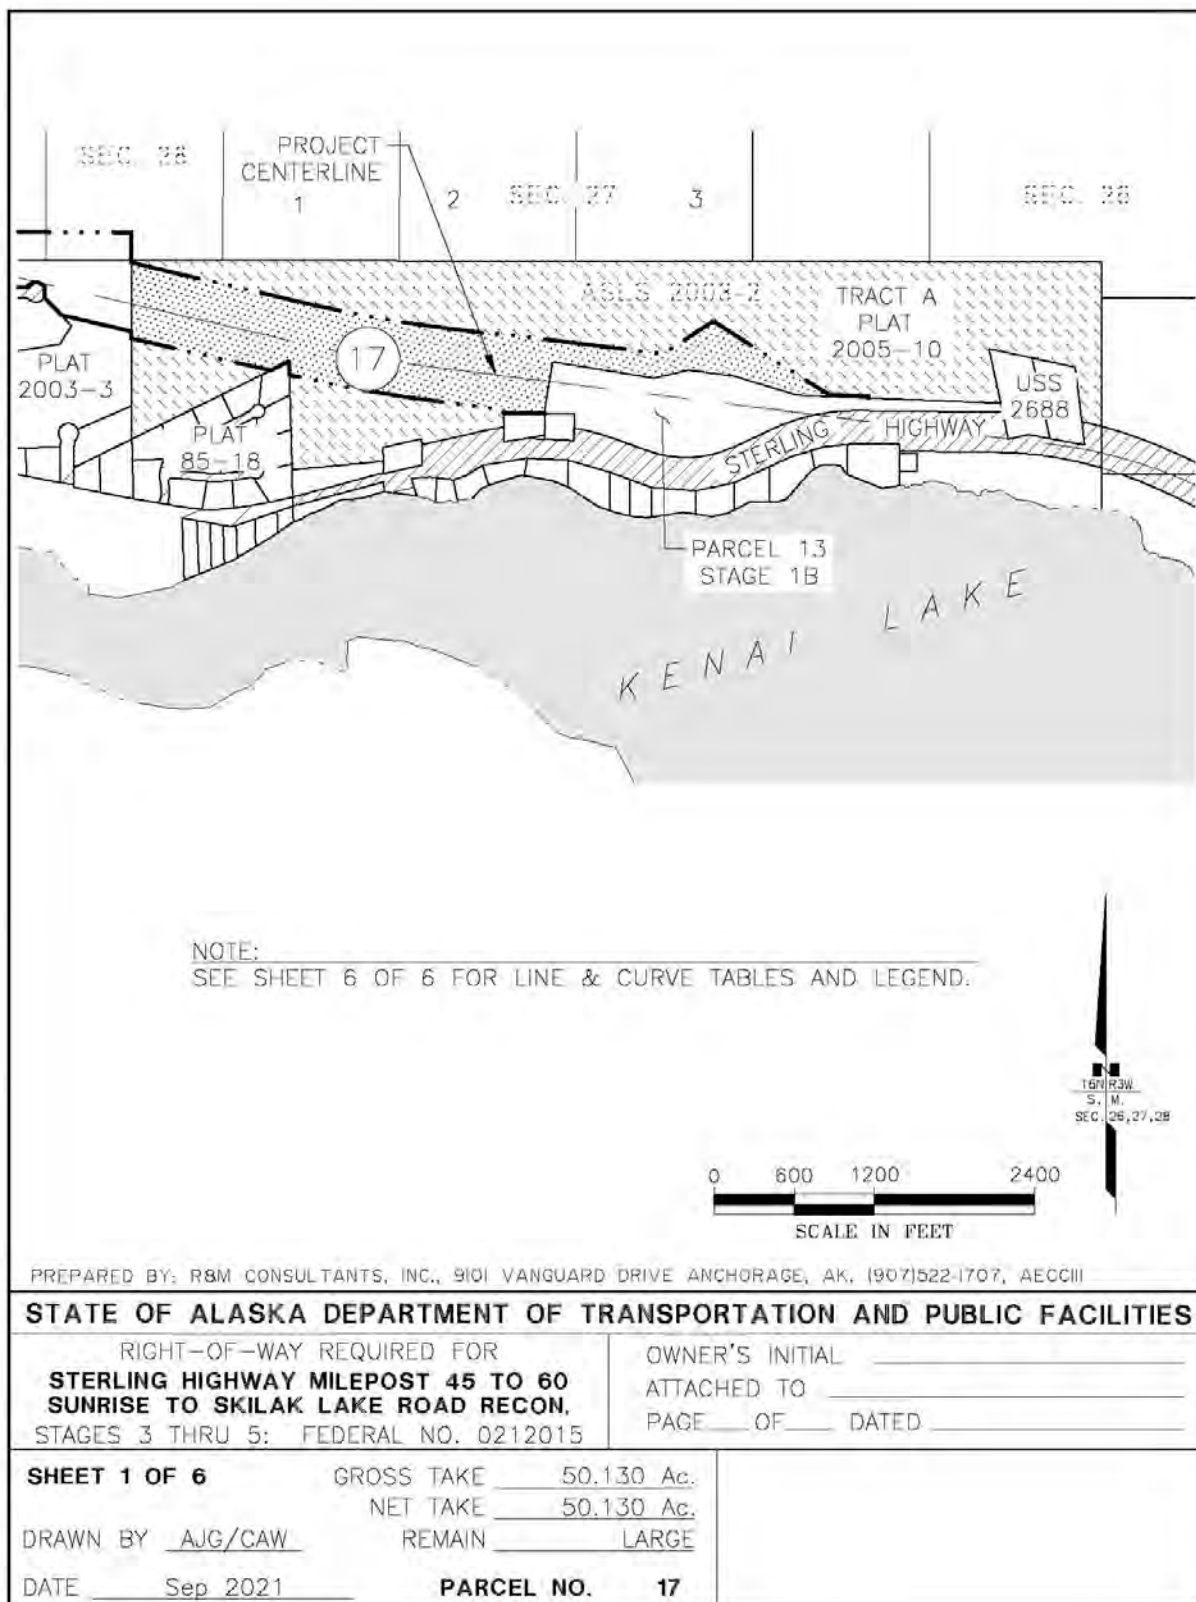 SEC. 28
PROJECT
CENTERLINE
1
2
SEC. 27
3
SEC. 26
ASLS 2003-2
TRACT A
PLAT
2005-10
17
PLAT
2003-3
USS
2688
PLAT
85-18
STERLING HIGHWAY
PARCEL 13
STAGE 1B
KENAI LAKE
NOTE:
SEE SHEET 6 OF 6 FOR LINE & CURVE TABLES AND LEGEND.
N
T5N R3W
S. M.
SEC. 26,27,28
0 600 1200 2400
SCALE IN FEET
PREPARED BY: R&M CONSULTANTS, INC., 9101 VANGUARD DRIVE ANCHORAGE, AK. (907)522-1707, AECC111
STATE OF ALASKA DEPARTMENT OF TRANSPORTATION AND PUBLIC FACILITIES
RIGHT-OF-WAY REQUIRED FOR
STERLING HIGHWAY MILEPOST 45 TO 60
SUNRISE TO SKILAK LAKE ROAD RECON,
STAGES 3 THRU 5: FEDERAL NO. 0212015
OWNER'S INITIAL
ATTACHED TO
PAGE OF DATED
SHEET 1 OF 6
GROSS TAKE 50.130 Ac.
NET TAKE 50.130 Ac.
DRAWN BY AJG/CAW
REMAIN LARGE
DATE Sep 2021
PARCEL NO. 17